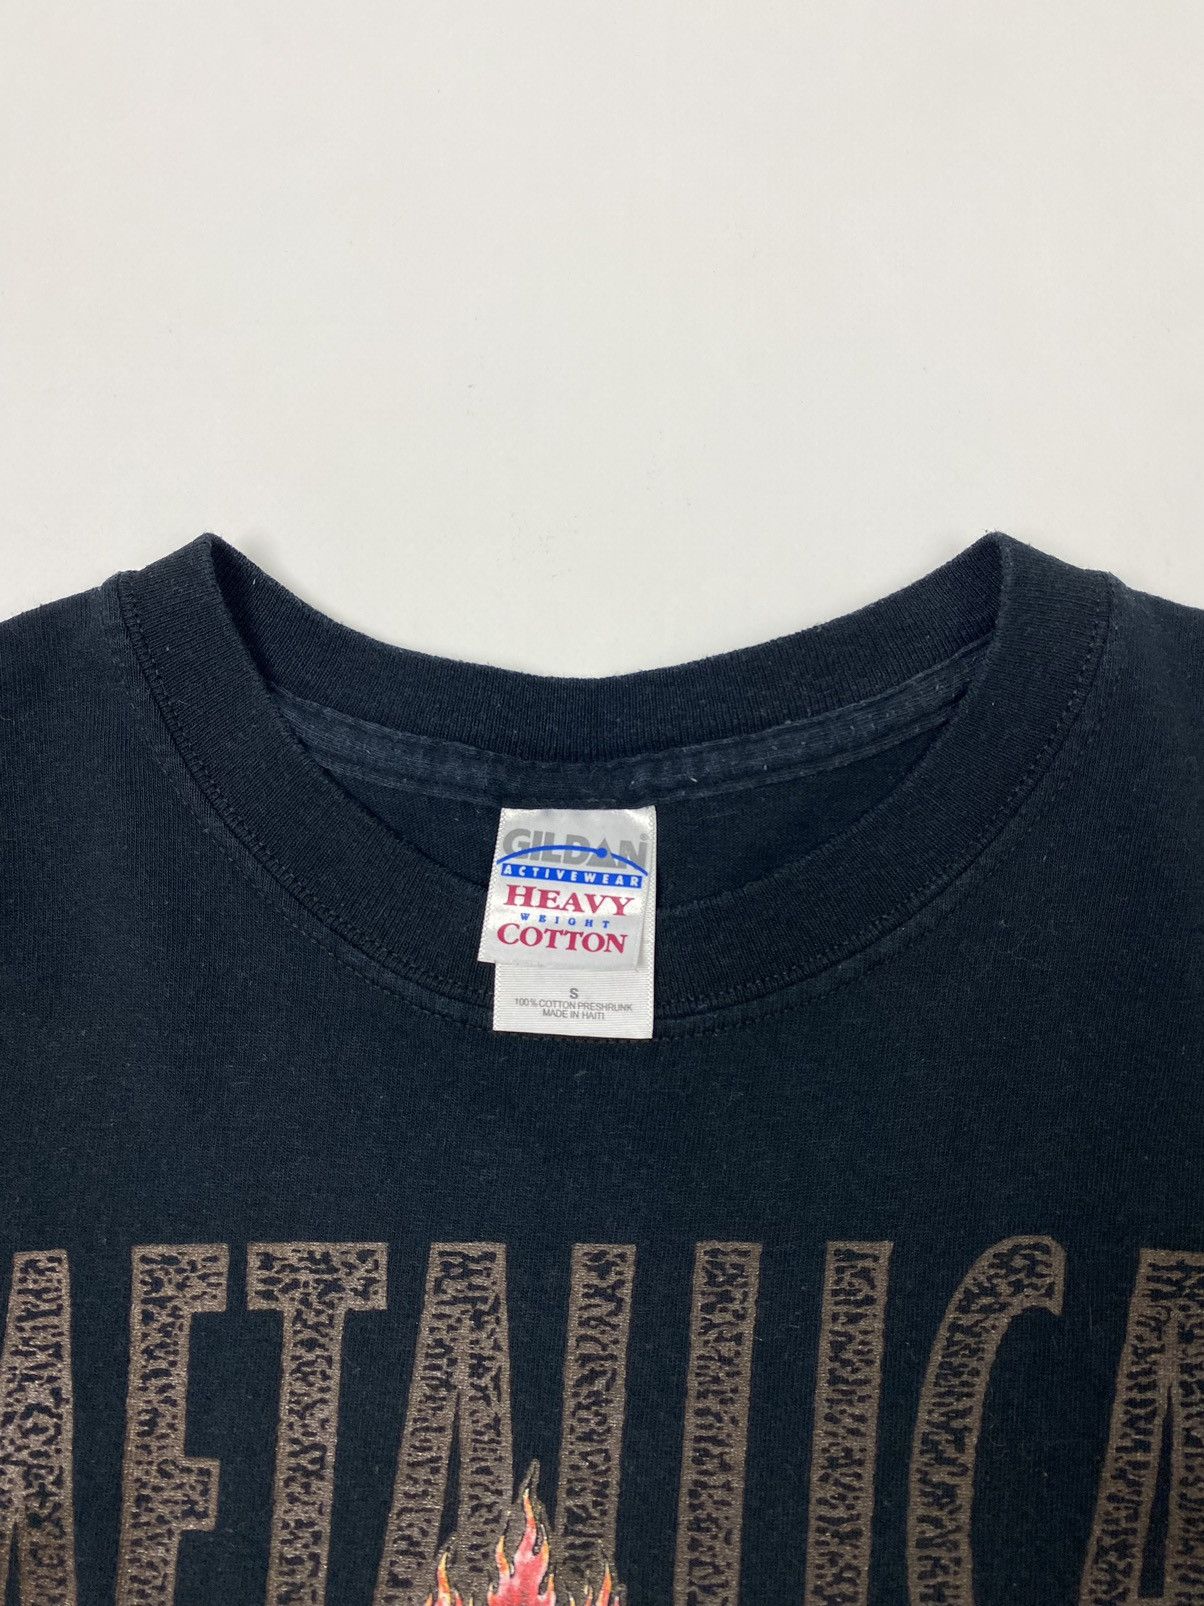 GILDAN®
ACTIVEWEAR
HEAVY
WEIGHT
COTTON
S
100% COTTON PRESHRUNK
MADE IN HAITI
METALLICA